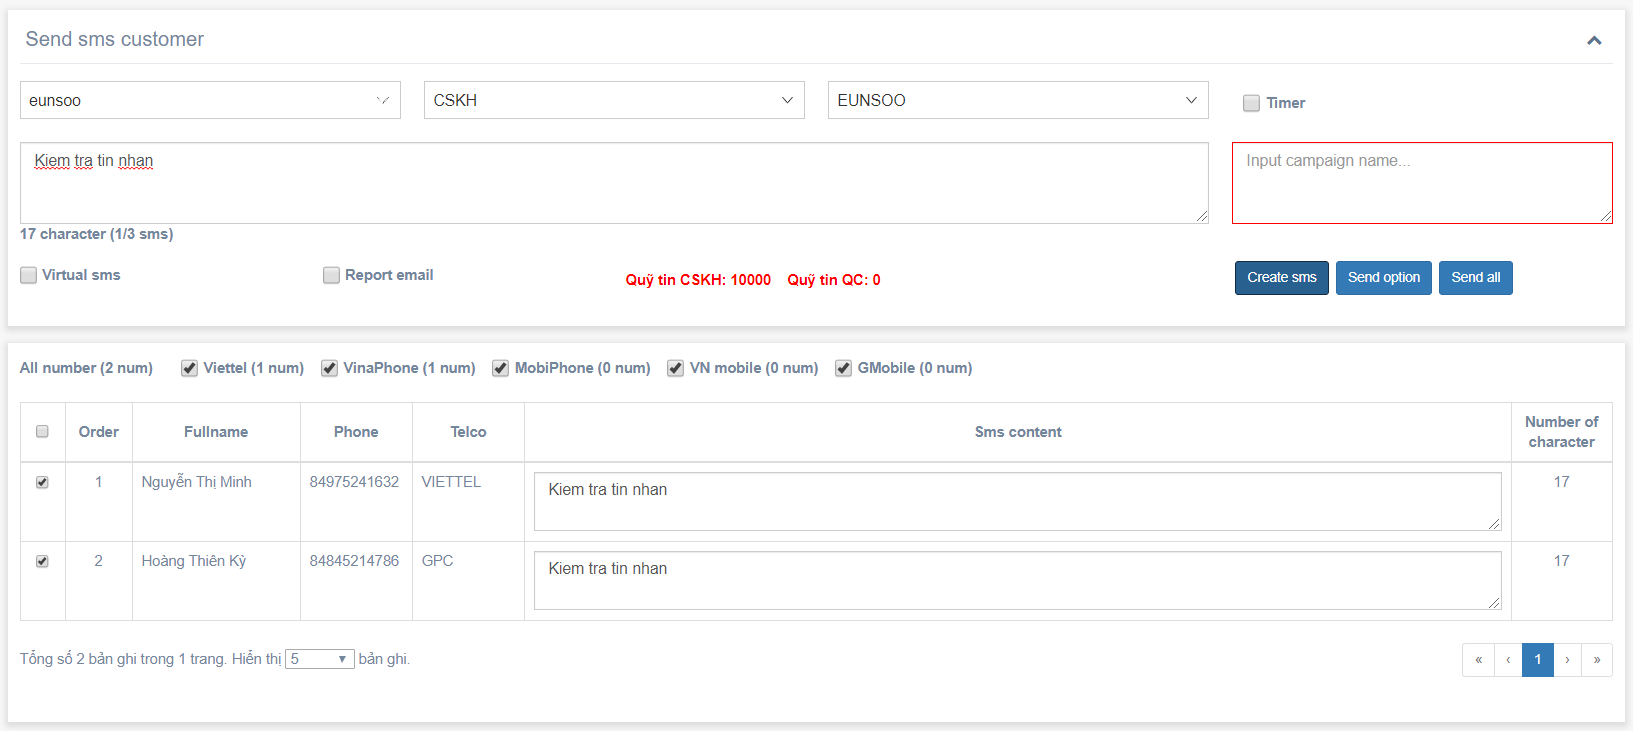 Send sms customer
eunsoo CSKH EUNSOO Timer
Kiem tra tin nhan Input campaign name...
17 character (1/3 sms)
Virtual sms Report email Quỹ tin CSKH: 10000 Quỹ tin QC: 0 Create sms Send option Send all
All number (2 num) Viettel (1 num) VinaPhone (1 num) MobiPhone (0 num) VN mobile (0 num) GMobile (0 num)
Order Fullname Phone Telco Sms content Number of character
1 Nguyễn Thị Minh 84975241632 VIETTEL Kiem tra tin nhan 17
2 Hoàng Thiên Kỳ 84845214786 GPC Kiem tra tin nhan 17
Tổng số 2 bản ghi trong 1 trang. Hiển thị 5 bản ghi. « ‹ 1 › »